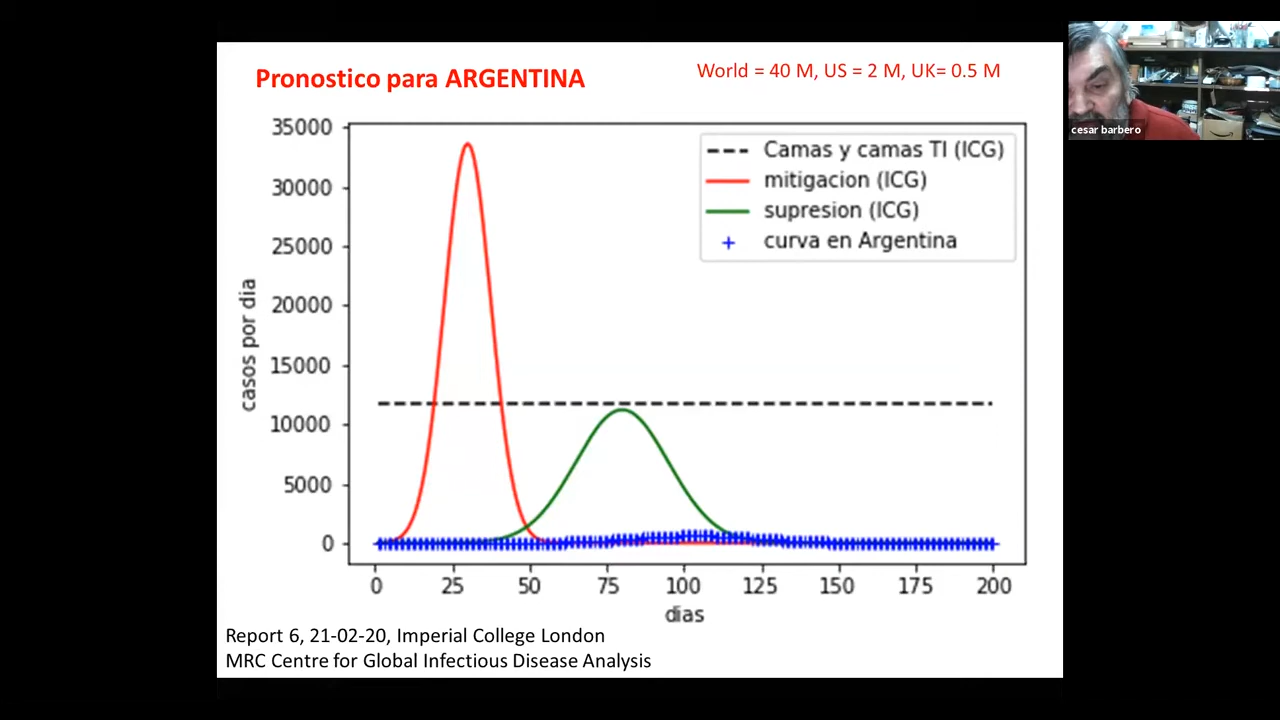 Pronostico para ARGENTINA
World = 40 M, US = 2 M, UK= 0.5 M
cesar barbero
35000
30000
25000
20000
15000
10000
5000
0
casos por dia
Camas y camas TI (ICG)
mitigacion (ICG)
supresion (ICG)
curva en Argentina
0 25 50 75 100 125 150 175 200
dias
Report 6, 21-02-20, Imperial College London
MRC Centre for Global Infectious Disease Analysis